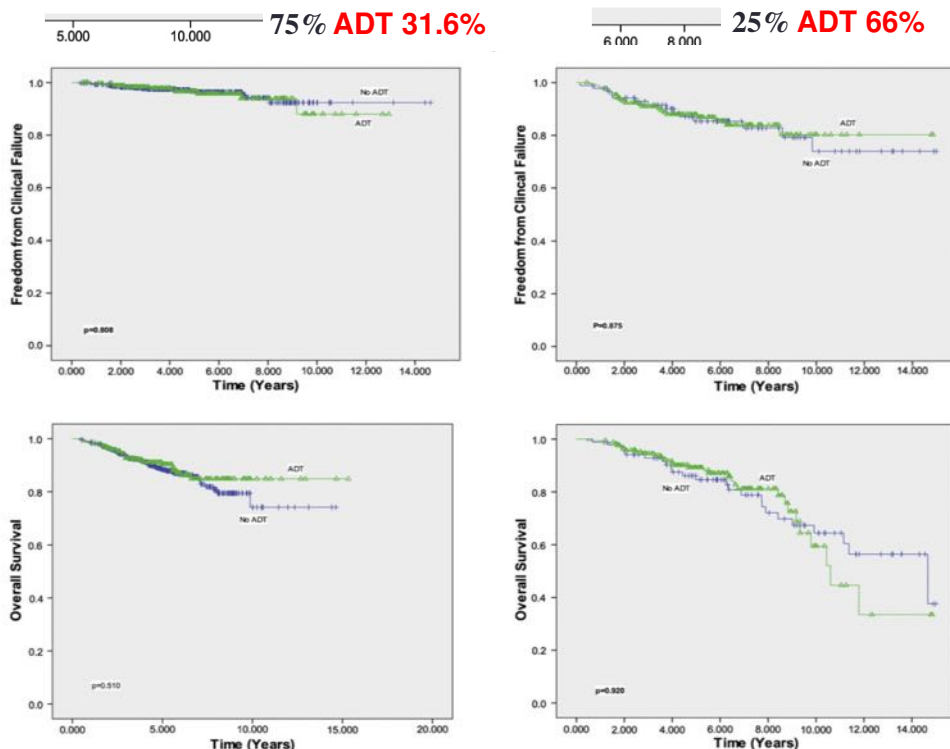 5.000 10.000 75% ADT 31.6%
6.000 8.000 25% ADT 66%
Freedom from Clinical Failure
1.0
0.8
0.6
0.4
0.2
0.0
No ADT
ADT
0.000 2.000 4.000 6.000 8.000 10.000 12.000 14.000
Time (Years)
Freedom from Clincal Failure
1.0
0.8
0.6
0.4
0.2
0.0
ADT
No ADT
P=0.875
0.000 2.000 4.000 6.000 8.000 10.000 12.000 14.000
Time (Years)
Overall Survival
1.0
0.8
0.6
0.4
0.2
0.0
ADT
No ADT
p=0.510
0.000 5.000 10.000 15.000 20.000
Time (Years)
Overall Survival
1.0
0.8
0.6
0.4
0.2
0.0
ADT
No ADT
p=0.920
0.000 2.000 4.000 6.000 8.000 10.000 12.000 14.000
Time (Years)